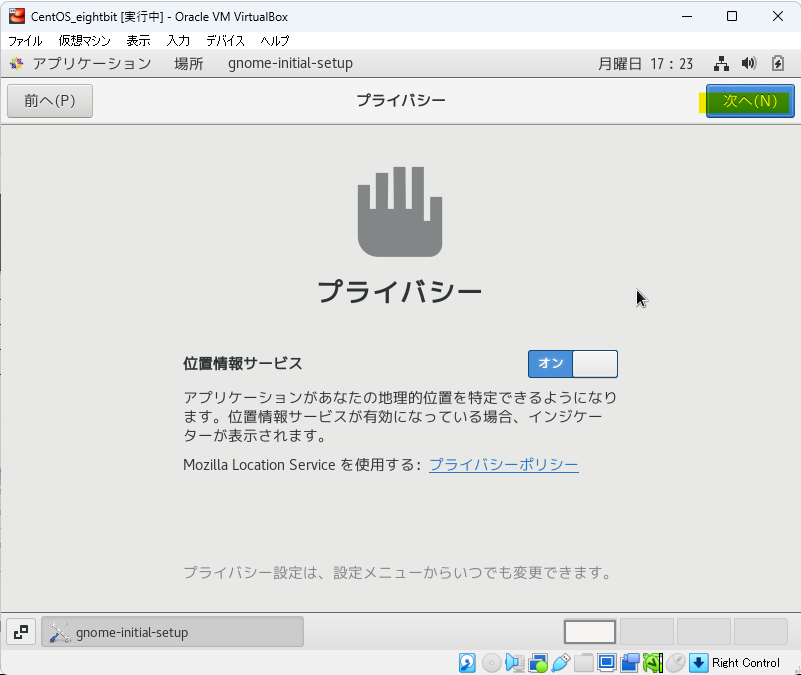 CentOS_eightbit [実行中] - Oracle VM VirtualBox
ファイル 仮想マシン 表示 入力 デバイス ヘルプ
アプリケーション 場所 gnome-initial-setup 月曜日 17：23
前へ(P) プライバシー 次へ(N)
プライバシー
位置情報サービス オン
アプリケーションがあなたの地理的位置を特定できるようになり
ます。位置情報サービスが有効になっている場合、インジケー
ターが表示されます。
Mozilla Location Service を使用する: プライバシーポリシー
プライバシー設定は、設定メニューからいつでも変更できます。
gnome-initial-setup
Right Control